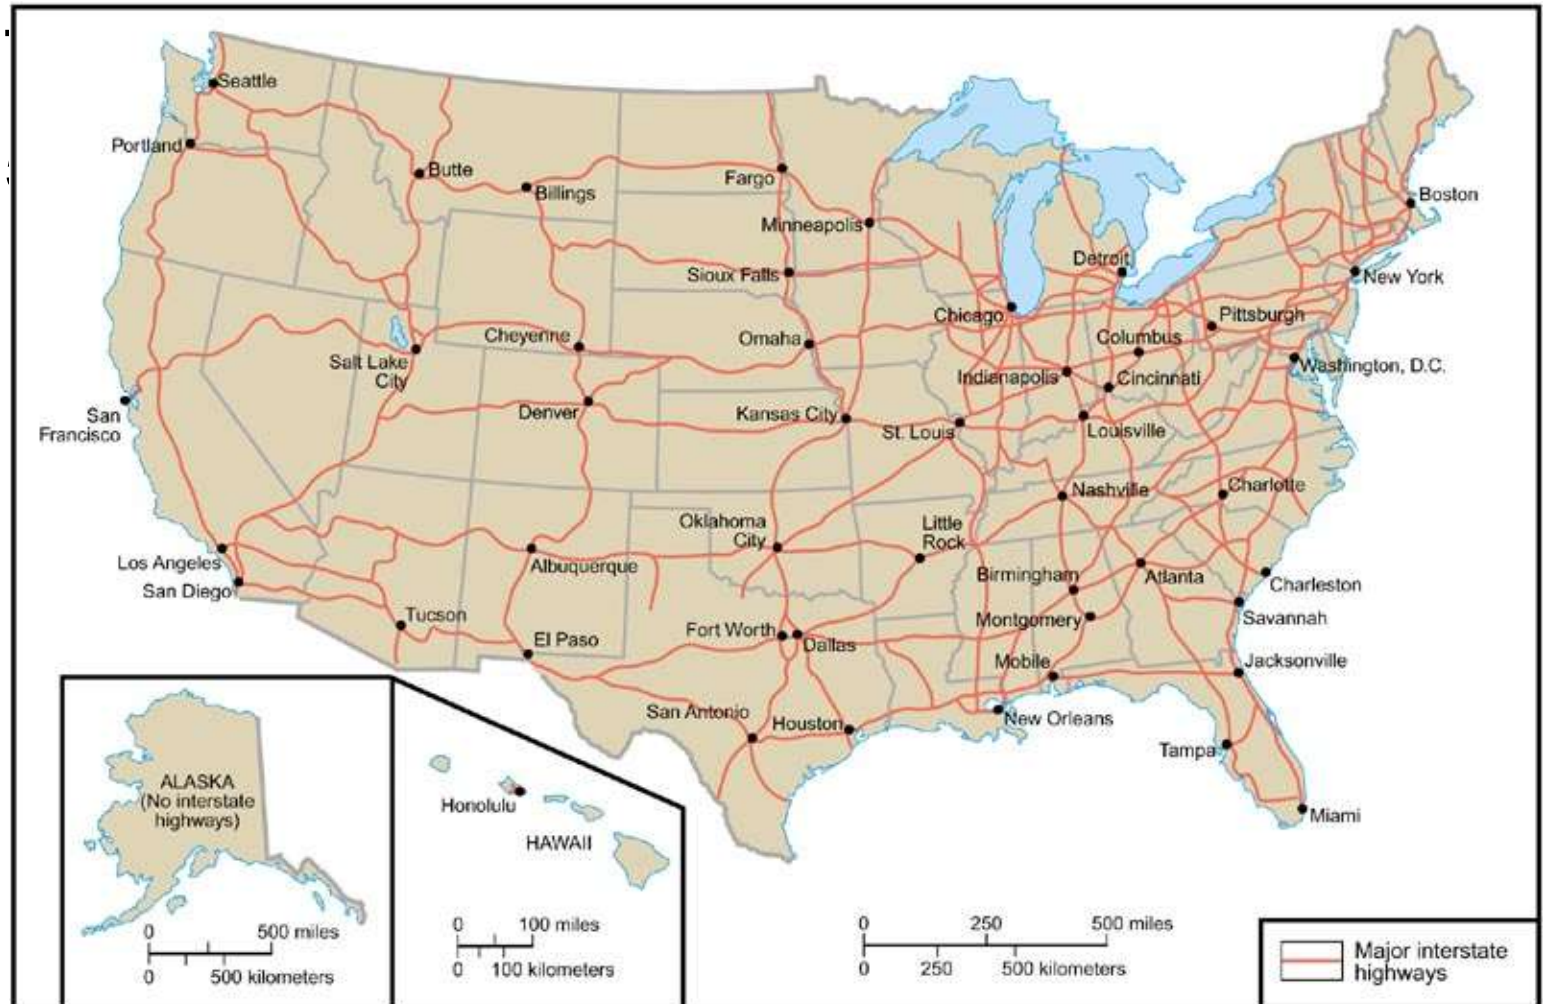 Seattle
Portland
Butte
Billings
Fargo
Minneapolis
Boston
Sioux Falls
Detroit
New York
Chicago
Pittsburgh
Cheyenne
Omaha
Columbus
Salt Lake
City
Indianapolis
Cincinnati
Washington, D.C.
San
Francisco
Denver
Kansas City
St. Louis
Louisville
Nashville
Charlotte
Oklahoma
City
Little
Rock
Los Angeles
San Diego
Albuquerque
Birmingham
Atlanta
Charleston
Tucson
El Paso
Fort Worth
Dallas
Montgomery
Savannah
Mobile
Jacksonville
San Antonio
Houston
New Orleans
Tampa
Miami
ALASKA
(No interstate
highways)
0 500 miles
0 500 kilometers
Honolulu
HAWAII
0 100 miles
0 100 kilometers
0 250 500 miles
0 250 500 kilometers
Major interstate
highways